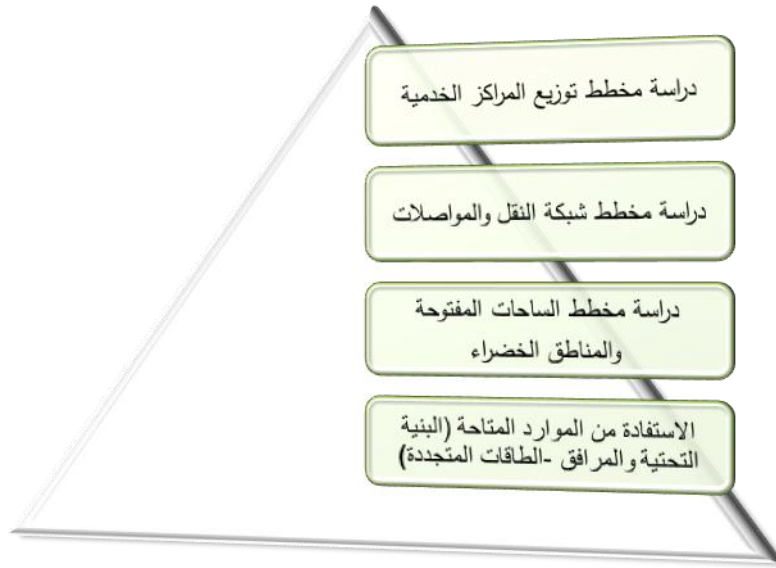 دراسة مخطط توزيع المراكز الخدمية
دراسة مخطط شبكة النقل والمواصلات
دراسة مخطط الساحات المفتوحة
والمناطق الخضراء
الاستفادة من الموارد المتاحة (البنية
التحتية والمرافق -الطاقات المتجددة)